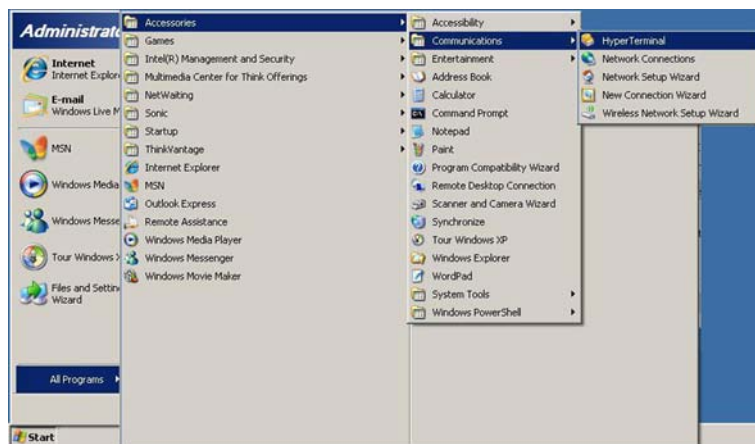 Administrat
Internet
Internet Explor
E-mail
Windows Live M
MSN
Windows Media
Windows Messe
Tour Windows X
Files and Settin
Wizard
All Programs
Start
Accessories
Games
Intel(R) Management and Security
Multimedia Center for Think Offerings
NetWaiting
Sonic
Startup
ThinkVantage
Internet Explorer
MSN
Outlook Express
Remote Assistance
Windows Media Player
Windows Messenger
Windows Movie Maker
Accessibility
Communications
Entertainment
Address Book
Calculator
Command Prompt
Notepad
Paint
Program Compatibility Wizard
Remote Desktop Connection
Scanner and Camera Wizard
Synchronize
Tour Windows XP
Windows Explorer
WordPad
System Tools
Windows PowerShell
HyperTerminal
Network Connections
Network Setup Wizard
New Connection Wizard
Wireless Network Setup Wizard